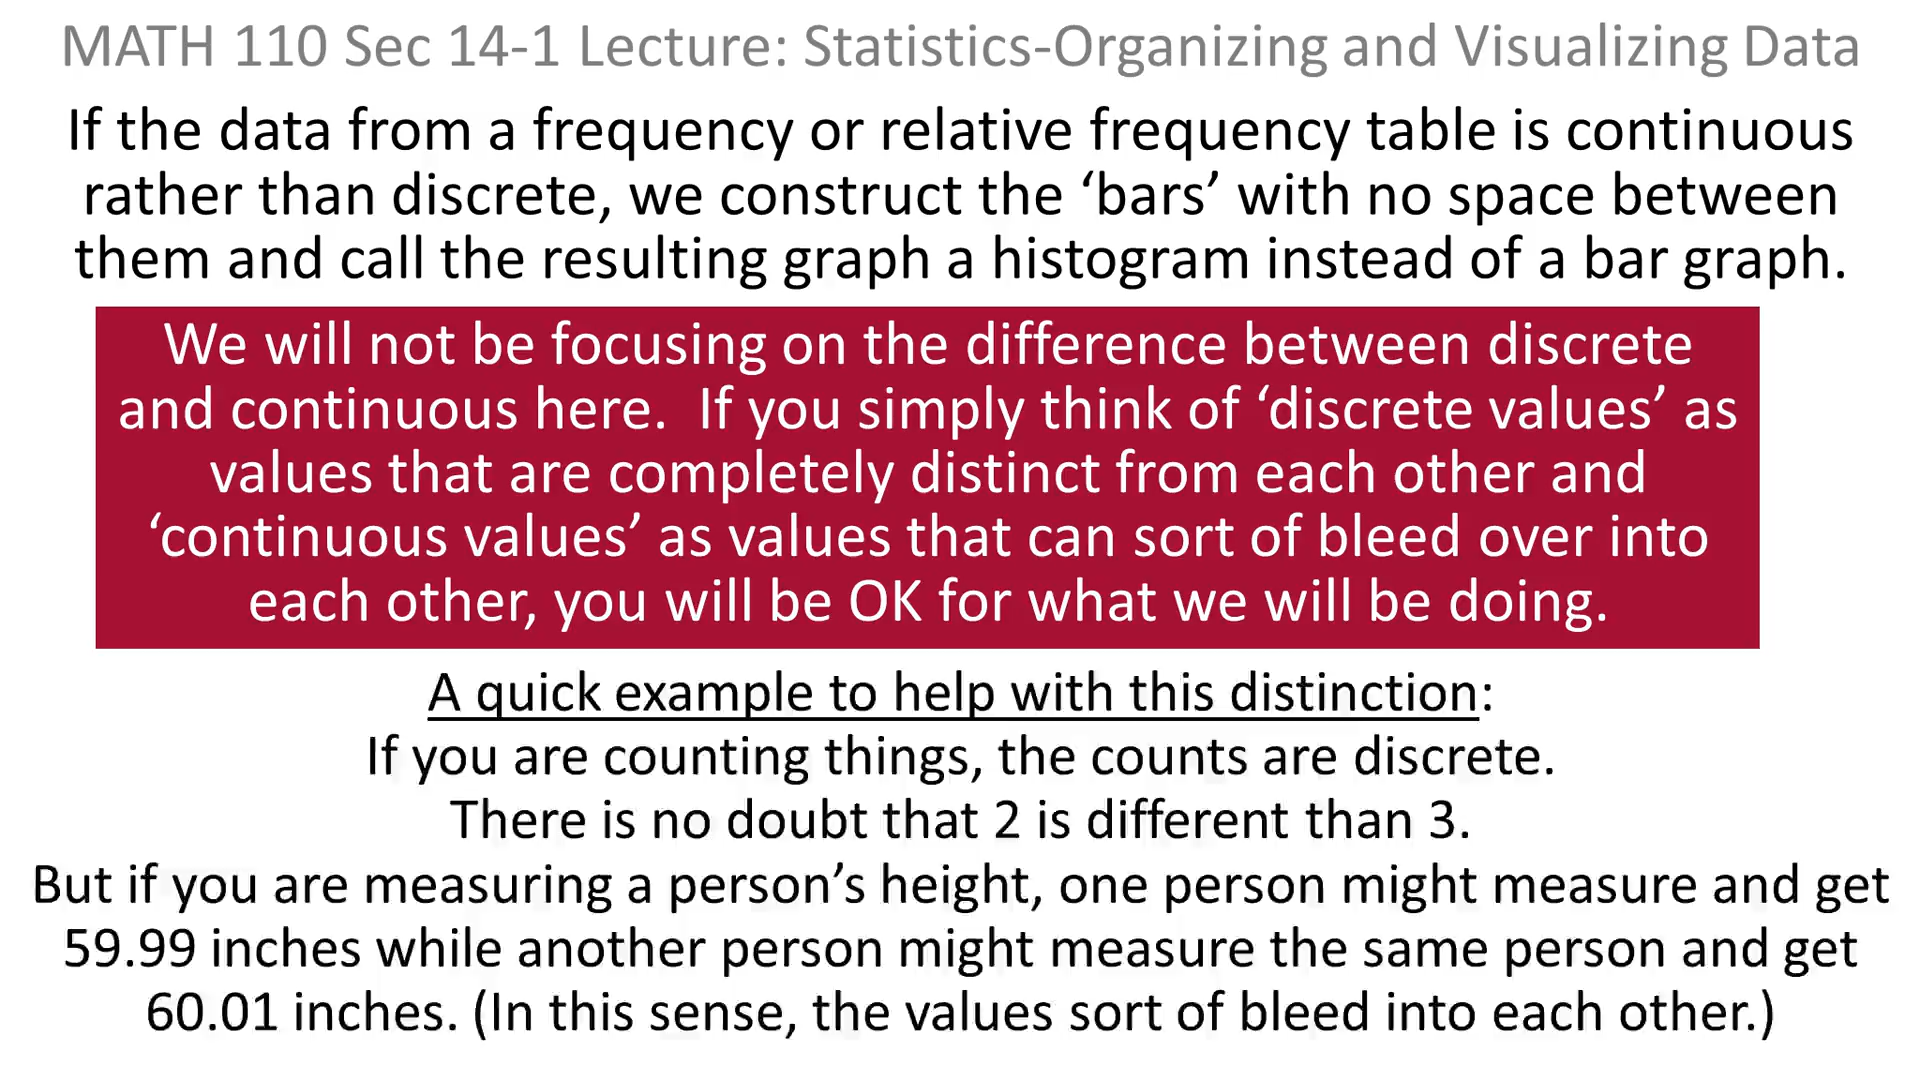 MATH 110 Sec 14-1 Lecture: Statistics-Organizing and Visualizing Data
If the data from a frequency or relative frequency table is continuous
rather than discrete, we construct the ‘bars’ with no space between
them and call the resulting graph a histogram instead of a bar graph.
We will not be focusing on the difference between discrete
and continuous here.  If you simply think of ‘discrete values’ as
values that are completely distinct from each other and
‘continuous values’ as values that can sort of bleed over into
each other, you will be OK for what we will be doing.
A quick example to help with this distinction:
If you are counting things, the counts are discrete.
There is no doubt that 2 is different than 3.
But if you are measuring a person’s height, one person might measure and get
59.99 inches while another person might measure the same person and get
60.01 inches. (In this sense, the values sort of bleed into each other.)